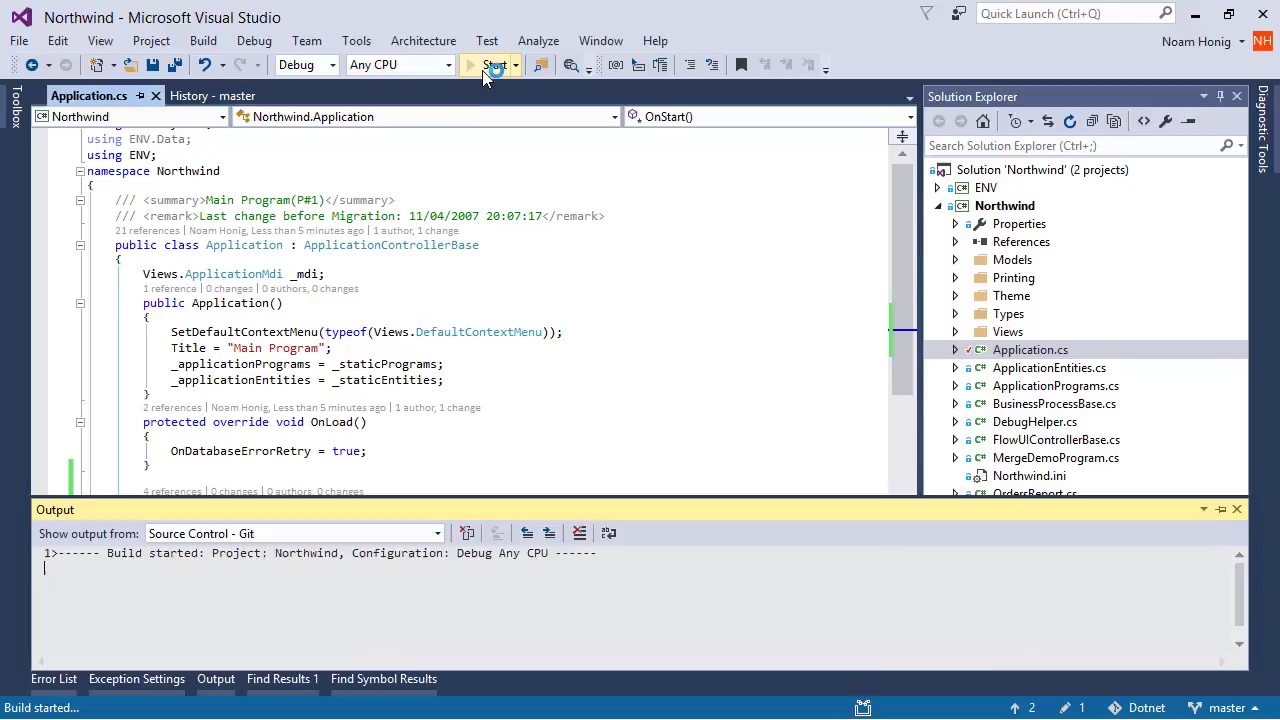 Northwind - Microsoft Visual Studio
Quick Launch (Ctrl+Q)
File Edit View Project Build Debug Team Tools Architecture Test Analyze Window Help
Noam Honig NH
Debug Any CPU Start
Toolbox
Application.cs History - master
Northwind Northwind.Application OnStart()
using ENV.Data;
using ENV;
namespace Northwind
{
/// <summary>Main Program(P#1)</summary>
/// <remark>Last change before Migration: 11/04/2007 20:07:17</remark>
21 references | Noam Honig, Less than 5 minutes ago | 1 author, 1 change
public class Application : ApplicationControllerBase
{
Views.ApplicationMdi _mdi;
1 reference | 0 changes | 0 authors, 0 changes
public Application()
{
SetDefaultContextMenu(typeof(Views.DefaultContextMenu));
Title = "Main Program";
_applicationPrograms = _staticPrograms;
_applicationEntities = _staticEntities;
}
2 references | Noam Honig, Less than 5 minutes ago | 1 author, 1 change
protected override void OnLoad()
{
OnDatabaseErrorRetry = true;
}
4 references | 0 changes | 0 authors, 0 changes
Solution Explorer
Search Solution Explorer (Ctrl+;)
Solution 'Northwind' (2 projects)
C# ENV
C# Northwind
Properties
References
Models
Printing
Theme
Types
Views
C# Application.cs
C# ApplicationEntities.cs
C# ApplicationPrograms.cs
C# BusinessProcessBase.cs
C# DebugHelper.cs
C# FlowUIControllerBase.cs
C# MergeDemoProgram.cs
Northwind.ini
C# OrdersReport.cs
Diagnostic Tools
Output
Show output from: Source Control - Git
1>------ Build started: Project: Northwind, Configuration: Debug Any CPU ------
Error List Exception Settings Output Find Results 1 Find Symbol Results
Build started... 2 1 Dotnet master